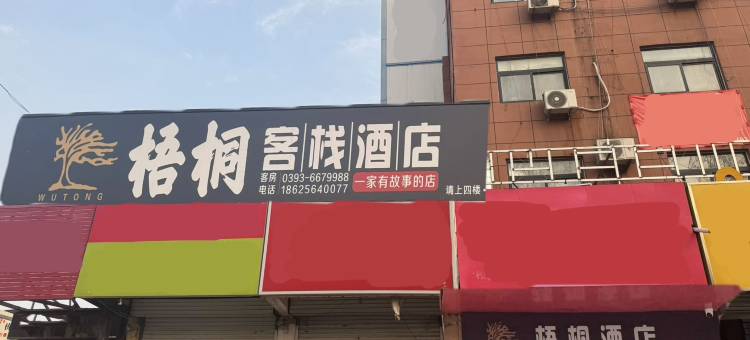 梧桐客栈酒店
WUTONG
客房 0393-6679988
电话 18625640077
一家有故事的店
请上四楼
梧桐酒店